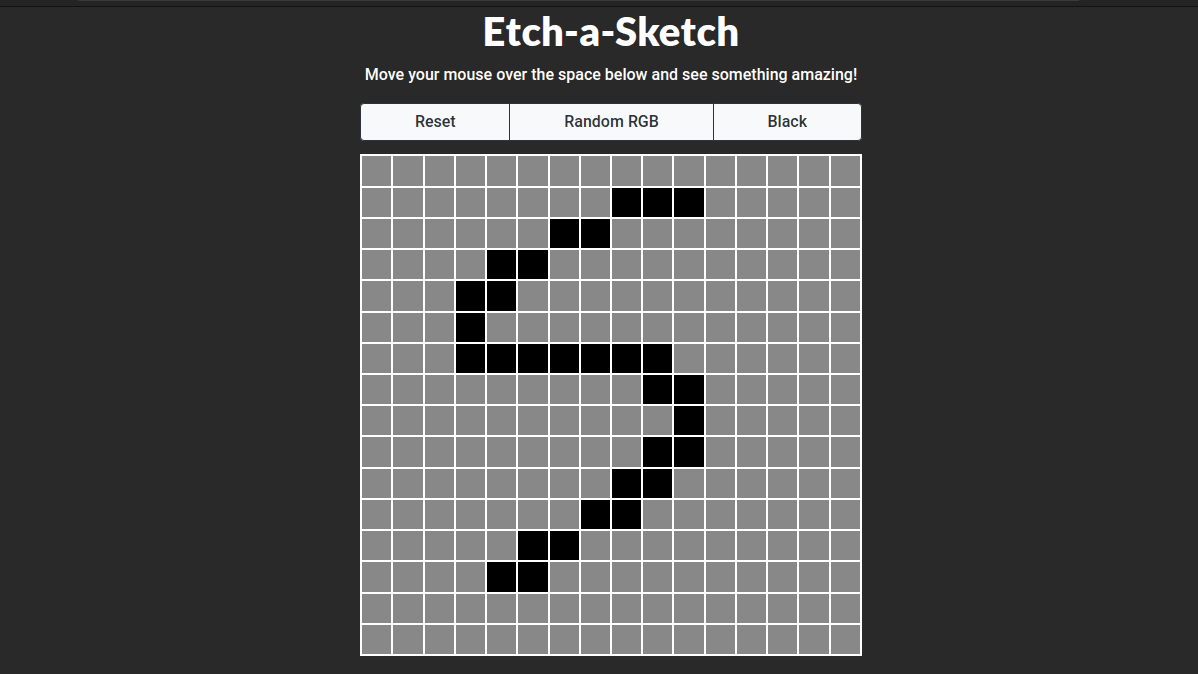 Etch-a-Sketch
Move your mouse over the space below and see something amazing!
Reset Random RGB Black
S